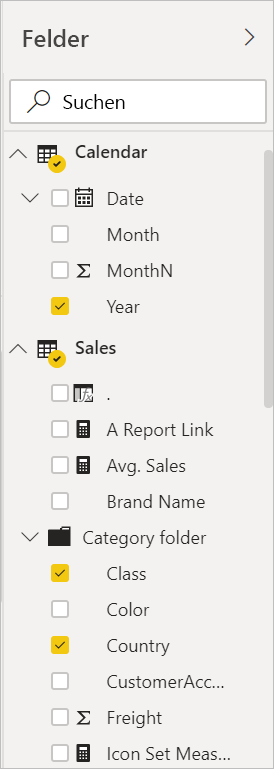 Felder
Suchen
Calendar
Date
Month
Σ MonthN
Year
Sales
.
A Report Link
Avg. Sales
Brand Name
Category folder
Class
Color
Country
CustomerAcc...
Σ Freight
Icon Set Meas...